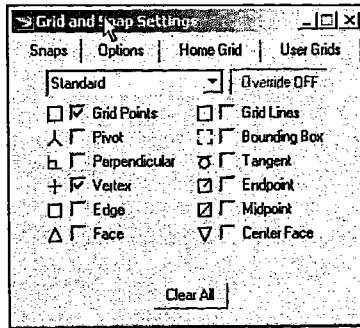 Grid and Snap Settings
Snaps Options Home Grid User Grids
Standard Override OFF
Grid Points Grid Lines
Pivot Bounding Box
Perpendicular Tangent
Vertex Endpoint
Edge Midpoint
Face Center Face
Clear All